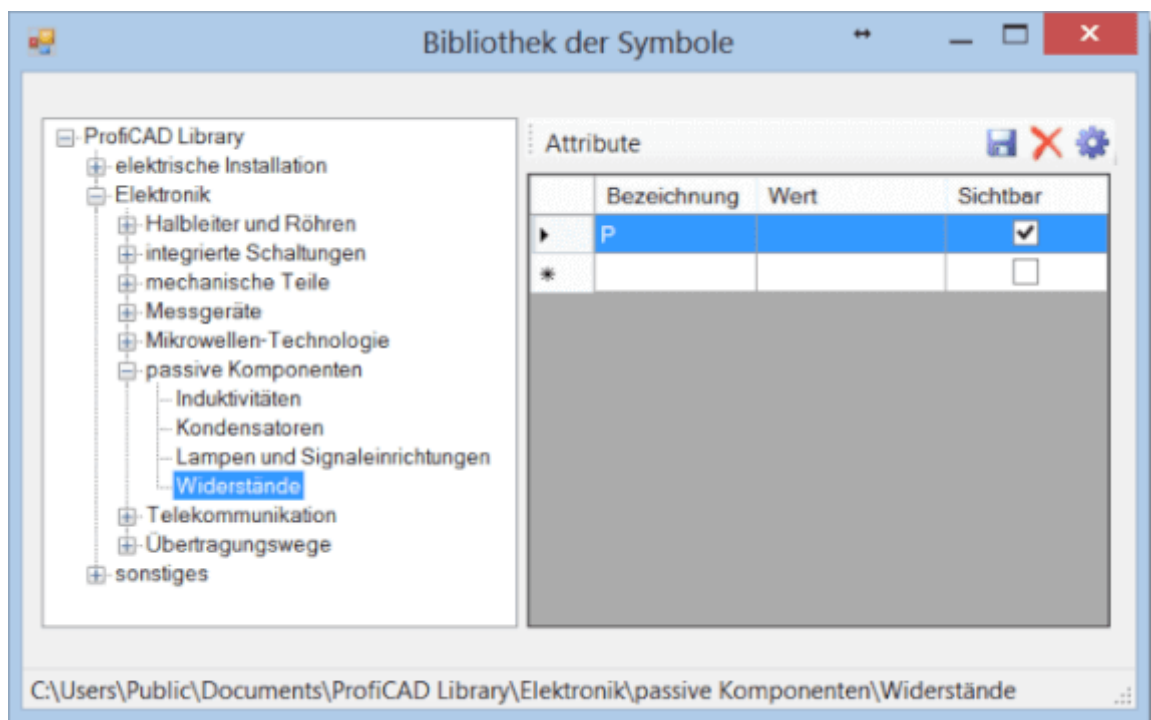 Bibliothek der Symbole
ProfiCAD Library
elektrische Installation
Elektronik
Halbleiter und Röhren
integrierte Schaltungen
mechanische Teile
Messgeräte
Mikrowellen-Technologie
passive Komponenten
Induktivitäten
Kondensatoren
Lampen und Signaleinrichtungen
Widerstände
Telekommunikation
Übertragungswege
sonstiges
Attribute
Bezeichnung Wert Sichtbar
P
C:\Users\Public\Documents\ProfiCAD Library\Elektronik\passive Komponenten\Widerstände